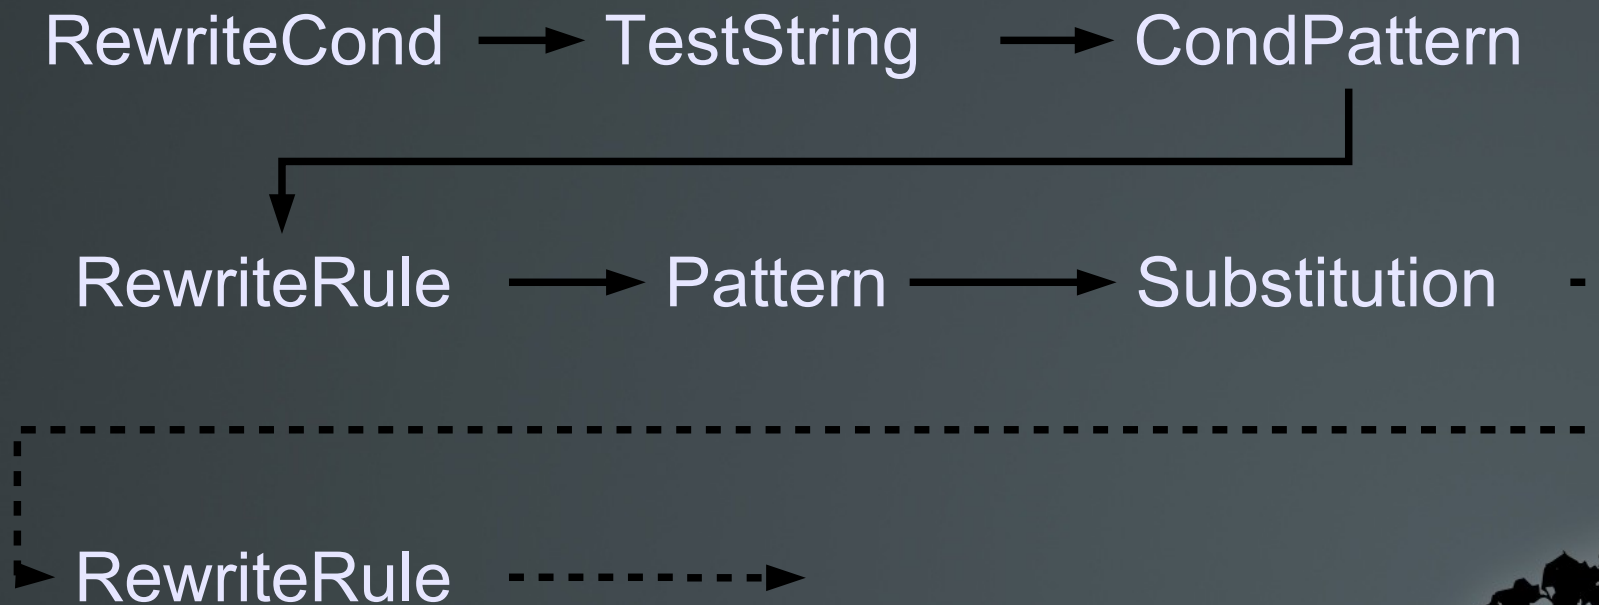 RewriteCond TestString CondPattern
RewriteRule Pattern Substitution
RewriteRule